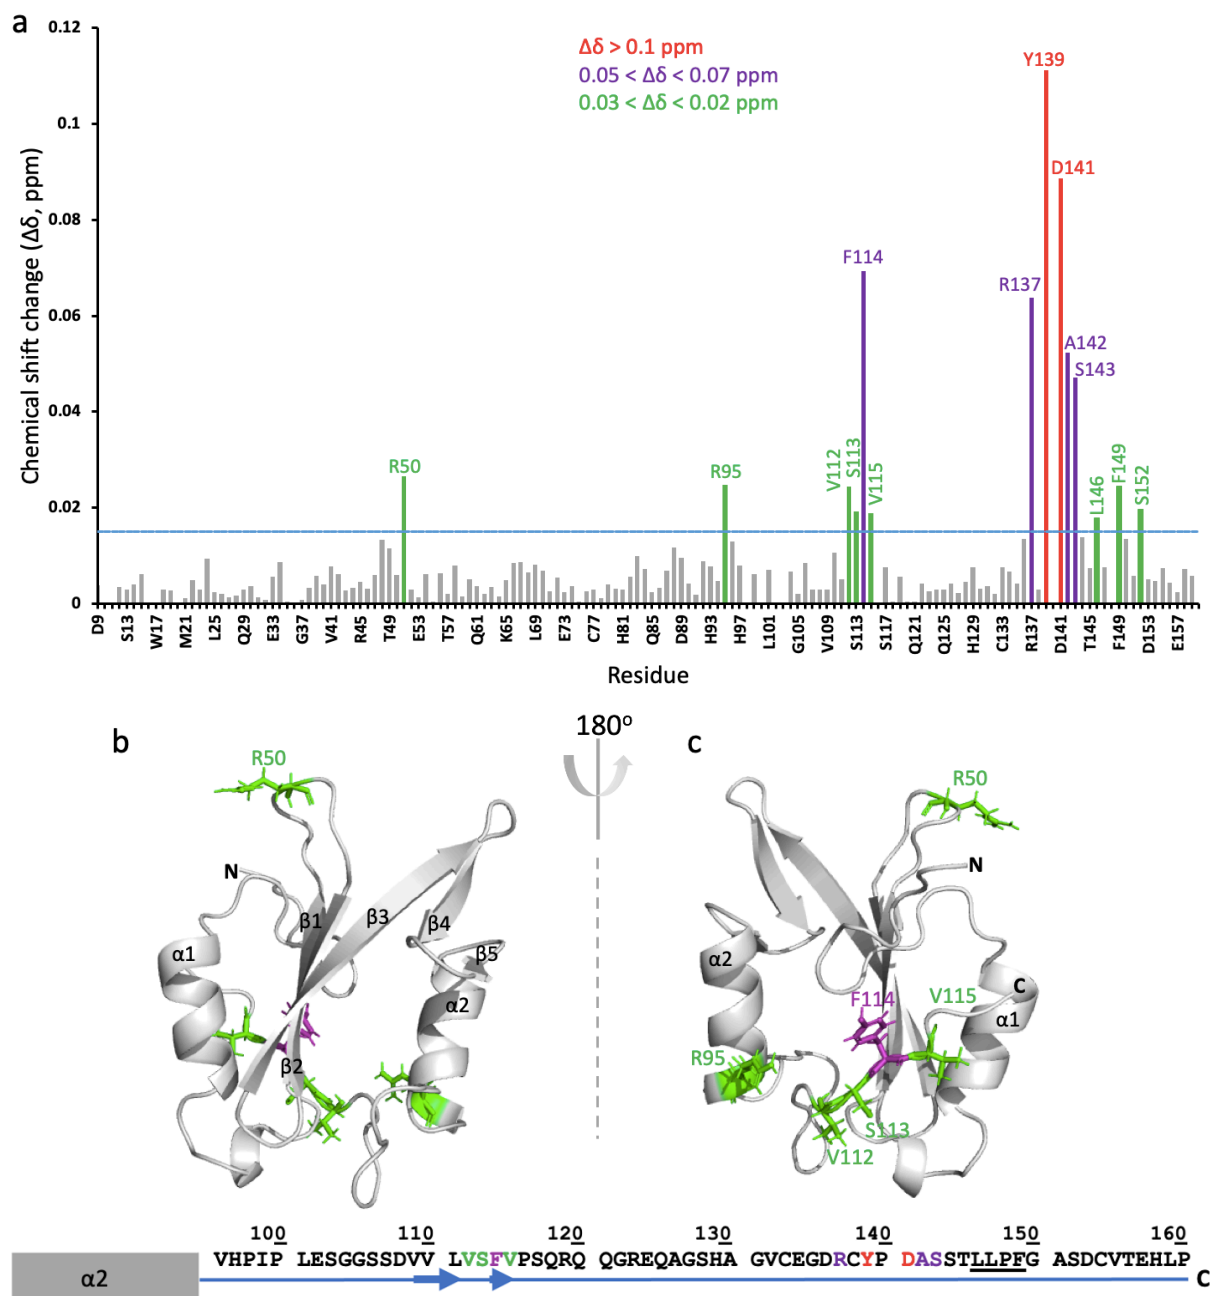 a
0.12
0.1
0.08
0.06
0.04
0.02
0
Chemical shift change (Δδ, ppm)
Δδ > 0.1 ppm
0.05 < Δδ < 0.07 ppm
0.03 < Δδ < 0.02 ppm
R50
R95
V112
S113
F114
V115
R137
Y139
D141
A142
S143
L146
F149
S152
D9 S13 W17 M21 L25 Q29 E33 G37 V41 R45 T49 E53 T57 Q61 K65 L69 E73 C77 H81 Q85 D89 H93 H97 L101 G105 V109 S113 S117 Q121 Q125 H129 C133 R137 D141 T145 F149 D153 E157
Residue
b
180o
c
R50
N
β1
β3
β4
β5
α1
α2
β2
R50
N
α2
F114
V115
C
α1
R95
S113
V112
100 110 120 130 140 150 160
VHPIP LESGGSSDVV LVSFVPSQRQ QGREQAGSHA GVCEGDRCYP DASSTLLPFG ASDCVTEHLP
α2
C